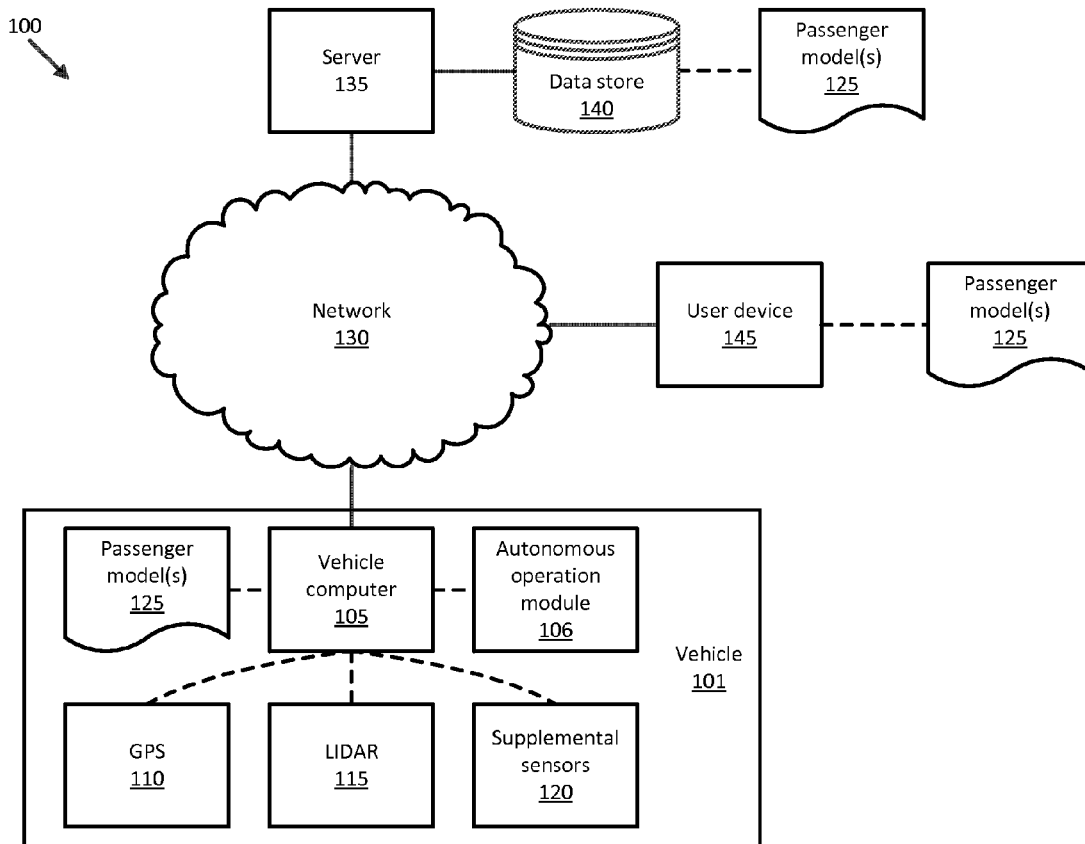 100
Server
135
Data store
140
Passenger
model(s)
125
Network
130
User device
145
Passenger
model(s)
125
Passenger
model(s)
125
Vehicle
computer
105
Autonomous
operation
module
106
Vehicle
101
GPS
110
LIDAR
115
Supplemental
sensors
120